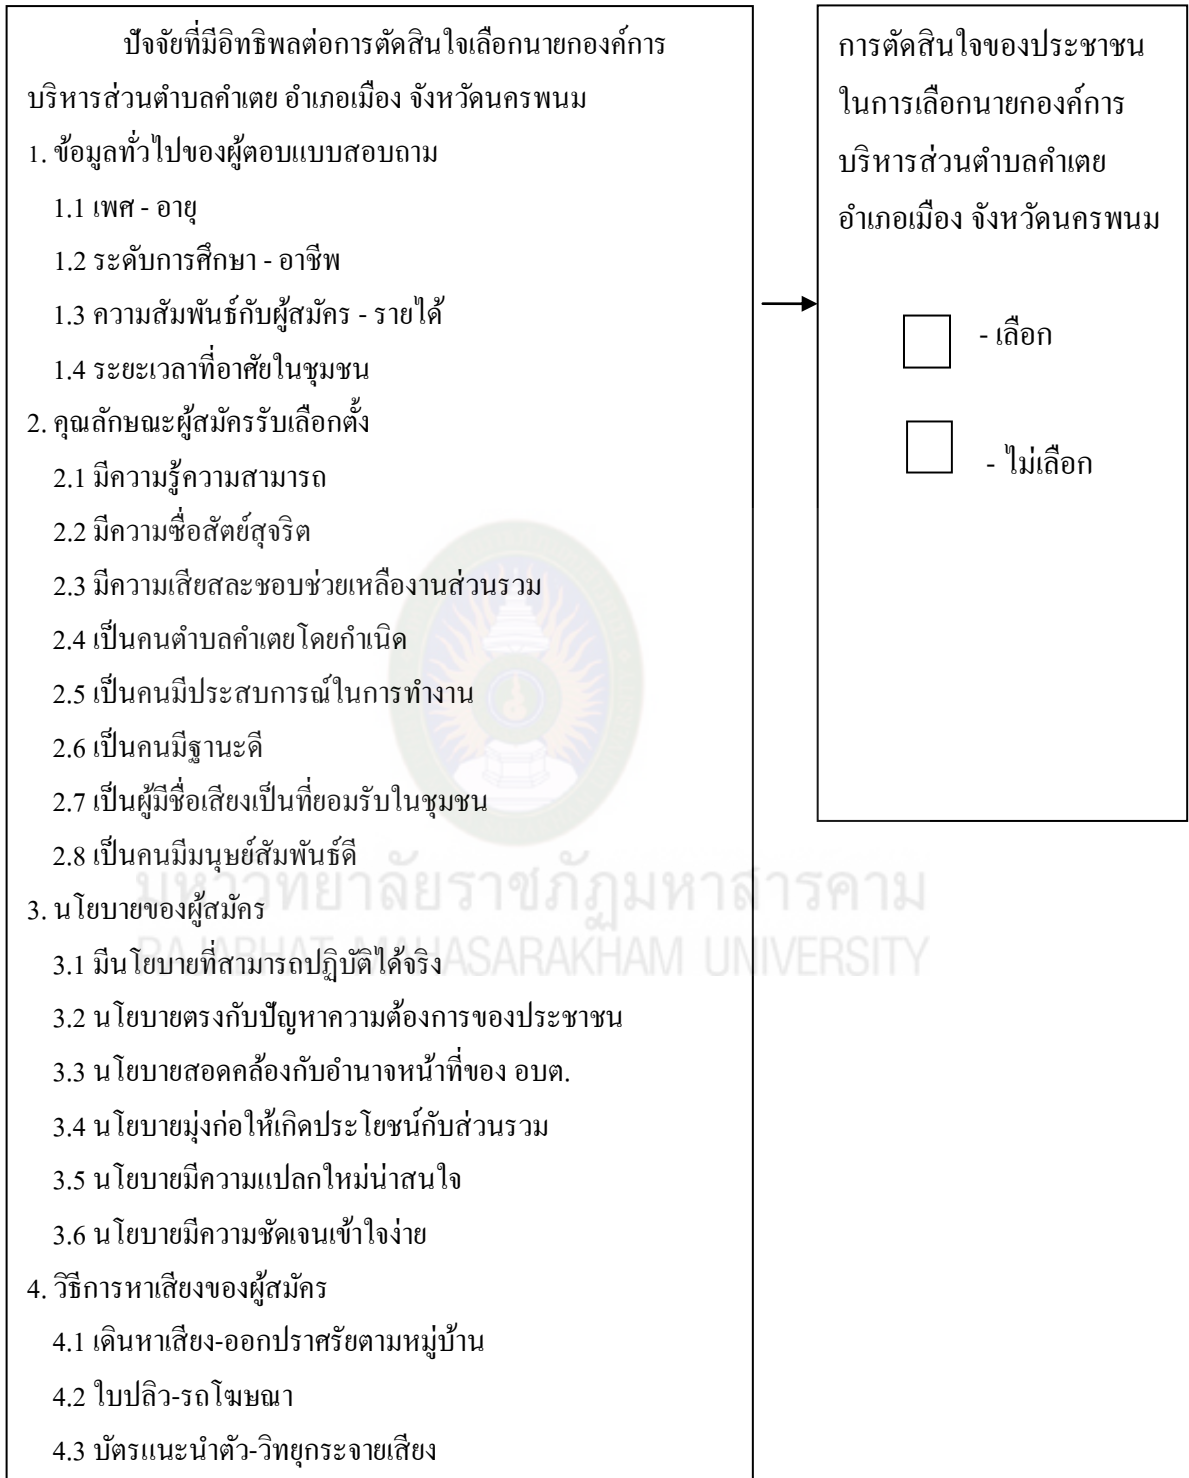 ปัจจัยที่มีอิทธิพลต่อการตัดสินใจเลือกนายกองค์การ
บริหารส่วนตำบลคำเตย อำเภอเมือง จังหวัดนครพนม
1. ข้อมูลทั่วไปของผู้ตอบแบบสอบถาม
1.1 เพศ - อายุ
1.2 ระดับการศึกษา - อาชีพ
1.3 ความสัมพันธ์กับผู้สมัคร - รายได้
1.4 ระยะเวลาที่อาศัยในชุมชน
2. คุณลักษณะผู้สมัครรับเลือกตั้ง
2.1 มีความรู้ความสามารถ
2.2 มีความซื่อสัตย์สุจริต
2.3 มีความเสียสละชอบช่วยเหลืองานส่วนรวม
2.4 เป็นคนตำบลคำเตยโดยกำเนิด
2.5 เป็นคนมีประสบการณ์ในการทำงาน
2.6 เป็นคนมีฐานะดี
2.7 เป็นผู้มีชื่อเสียงเป็นที่ยอมรับในชุมชน
2.8 เป็นคนมีมนุษย์สัมพันธ์ดี
3. นโยบายของผู้สมัคร
3.1 มีนโยบายที่สามารถปฏิบัติได้จริง
3.2 นโยบายตรงกับปัญหาความต้องการของประชาชน
3.3 นโยบายสอดคล้องกับอำนาจหน้าที่ของ อบต.
3.4 นโยบายมุ่งก่อให้เกิดประโยชน์กับส่วนรวม
3.5 นโยบายมีความแปลกใหม่น่าสนใจ
3.6 นโยบายมีความชัดเจนเข้าใจง่าย
4. วิธีการหาเสียงของผู้สมัคร
4.1 เดินหาเสียง-ออกปราศรัยตามหมู่บ้าน
4.2 ใบปลิว-รถโฆษณา
4.3 บัตรแนะนำตัว-วิทยุกระจายเสียง
การตัดสินใจของประชาชน
ในการเลือกนายกองค์การ
บริหารส่วนตำบลคำเตย
อำเภอเมือง จังหวัดนครพนม
- เลือก
- ไม่เลือก
มหาวิทยาลัยราชภัฏมหาสารคาม
RAJABHAT MAHASARAKHAM UNIVERSITY